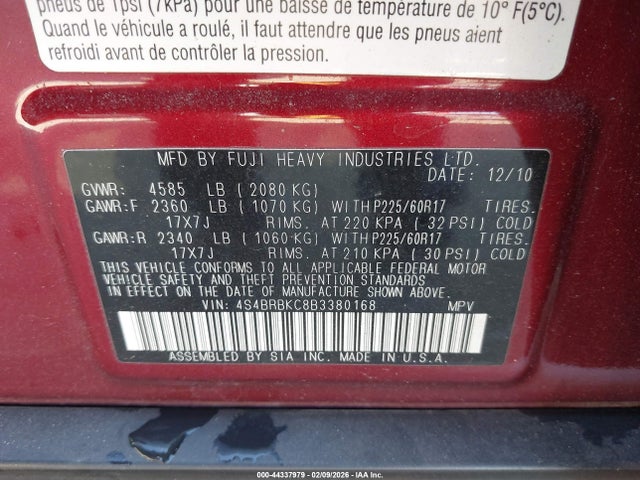 pneus de 1psi (7kPa) pour une baisse de température de 10° F(5°C).
Quand le véhicule a roulé, il faut attendre que les pneus aient
refroidi avant de contrôler la pression.
MFD BY FUJI HEAVY INDUSTRIES LTD.
DATE: 12/10
GVWR: 4585 LB ( 2080 KG)
GAWR:F 2360 LB ( 1070 KG) WITH P225/60R17 TIRES.
17X7J RIMS. AT 220 KPA ( 32 PSI) COLD
GAWR:R 2340 LB ( 1060 KG) WITH P225/60R17 TIRES.
17X7J RIMS. AT 210 KPA ( 30 PSI) COLD
THIS VEHICLE CONFORMS TO ALL APPLICABLE FEDERAL MOTOR
VEHICLE SAFETY AND THEFT PREVENTION STANDARDS
IN EFFECT ON THE DATE OF MANUFACTURE SHOWN ABOVE.
VIN: 4S4BRBKC8B3380168 MPV
ASSEMBLED BY SIA INC. MADE IN U.S.A.
000-44337979 - 02/09/2026 - IAAI.COM